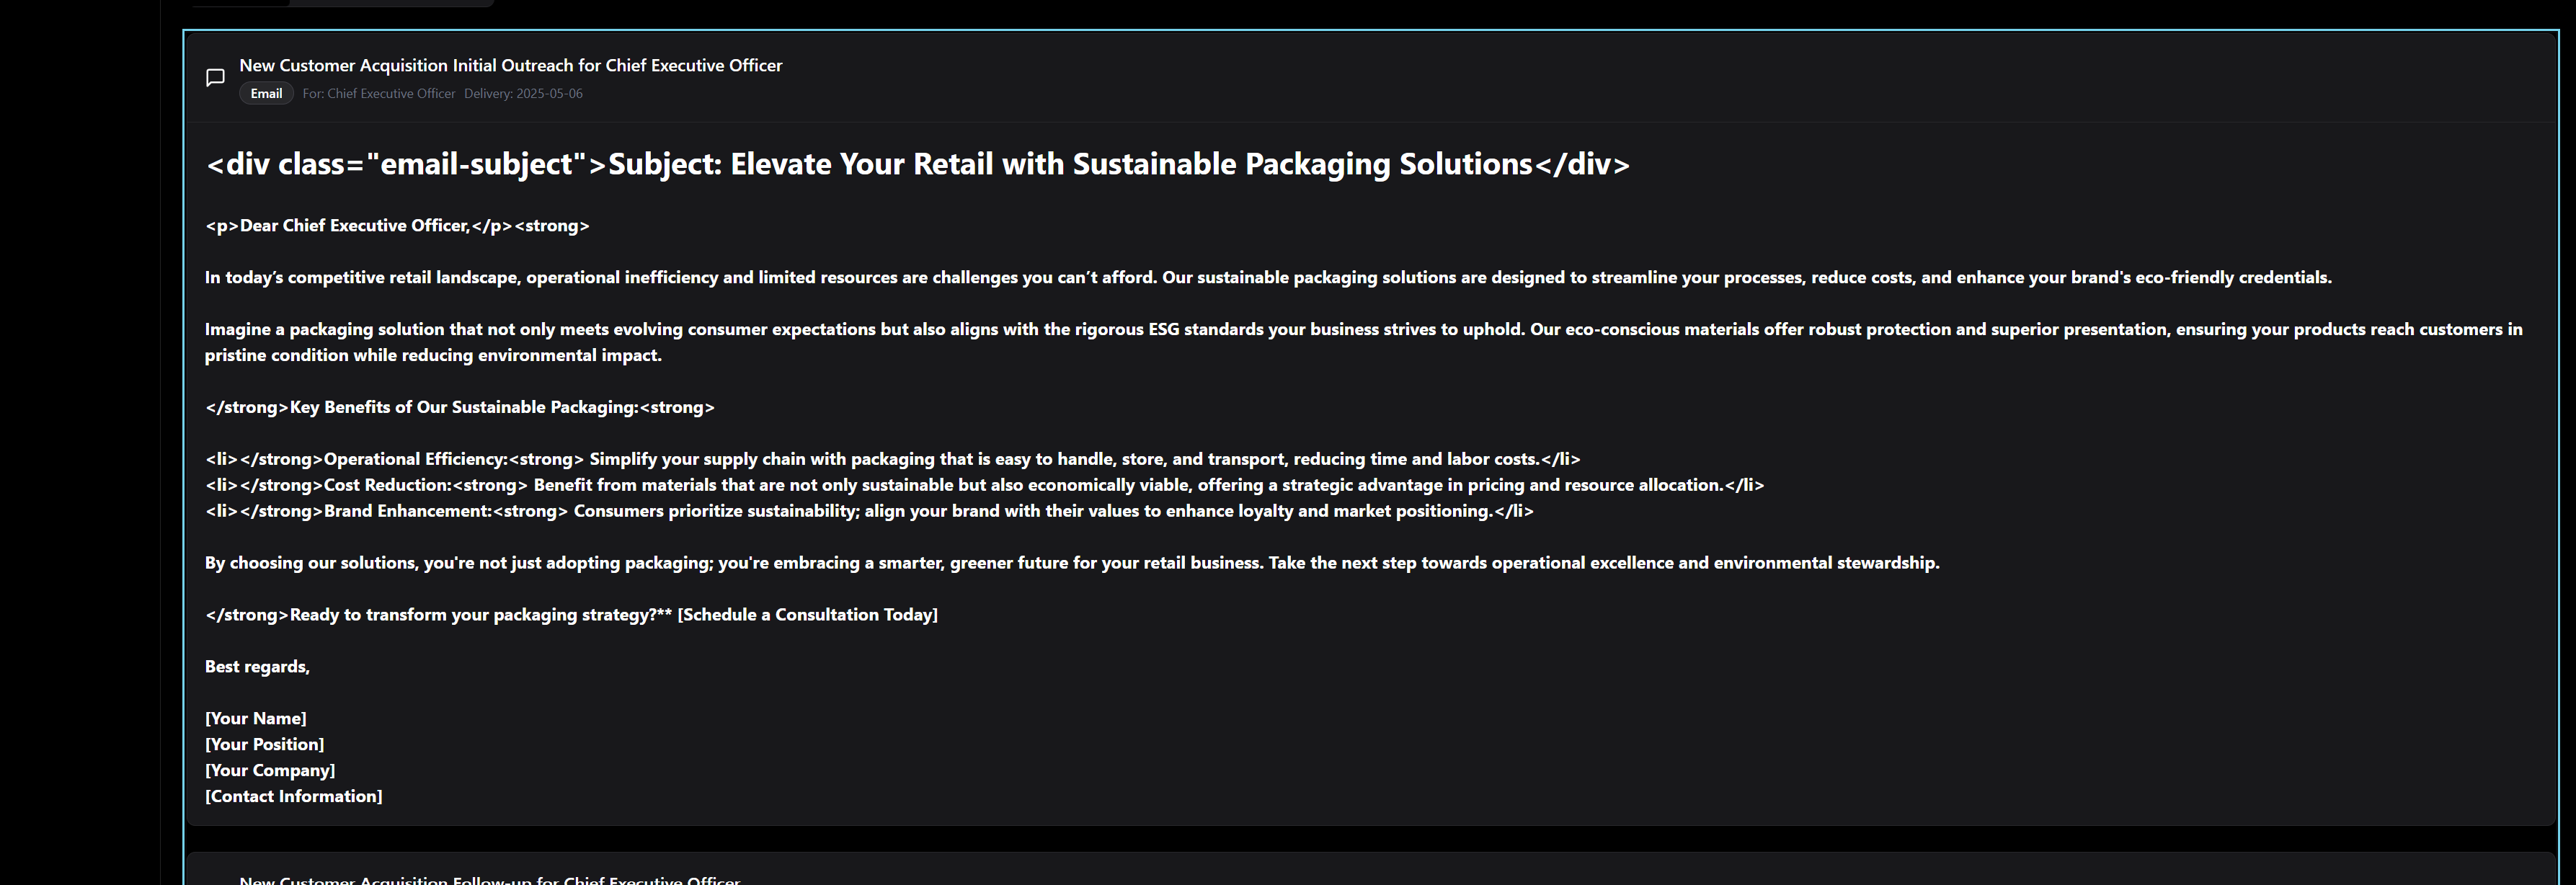 New Customer Acquisition Initial Outreach for Chief Executive Officer
Email For: Chief Executive Officer Delivery: 2025-05-06
<div class="email-subject">Subject: Elevate Your Retail with Sustainable Packaging Solutions</div>
<p>Dear Chief Executive Officer,</p><strong>
In today’s competitive retail landscape, operational inefficiency and limited resources are challenges you can’t afford. Our sustainable packaging solutions are designed to streamline your processes, reduce costs, and enhance your brand's eco-friendly credentials.
Imagine a packaging solution that not only meets evolving consumer expectations but also aligns with the rigorous ESG standards your business strives to uphold. Our eco-conscious materials offer robust protection and superior presentation, ensuring your products reach customers in
pristine condition while reducing environmental impact.
</strong>Key Benefits of Our Sustainable Packaging:<strong>
<li></strong>Operational Efficiency:<strong> Simplify your supply chain with packaging that is easy to handle, store, and transport, reducing time and labor costs.</li>
<li></strong>Cost Reduction:<strong> Benefit from materials that are not only sustainable but also economically viable, offering a strategic advantage in pricing and resource allocation.</li>
<li></strong>Brand Enhancement:<strong> Consumers prioritize sustainability; align your brand with their values to enhance loyalty and market positioning.</li>
By choosing our solutions, you're not just adopting packaging; you're embracing a smarter, greener future for your retail business. Take the next step towards operational excellence and environmental stewardship.
</strong>Ready to transform your packaging strategy?** [Schedule a Consultation Today]
Best regards,
[Your Name]
[Your Position]
[Your Company]
[Contact Information]
New Customer Acquisition Follow-up for Chief Executive Officer